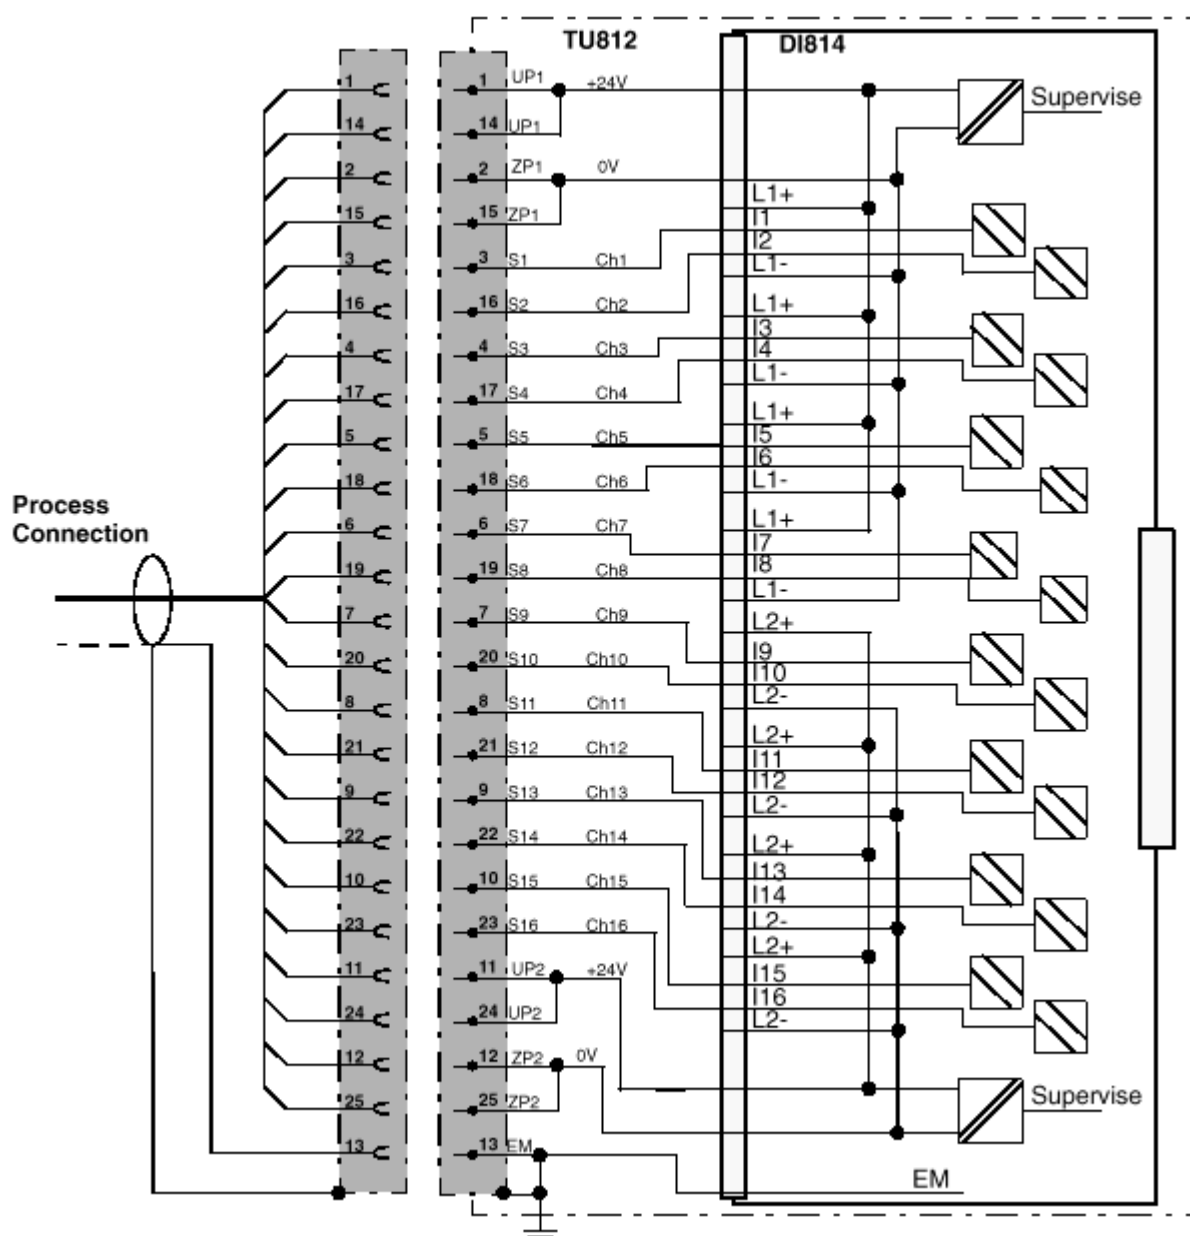 TU812 DI814
1 1 UP1 +24V Supervise
14 14 UP1
2 2 ZP1 0V
L1+
15 15 ZP1 I1
I2
3 3 S1 Ch1 L1-
16 16 S2 Ch2 L1+
I3
4 4 S3 Ch3 I4
L1-
17 17 S4 Ch4
L1+
5 5 S5 Ch5 I5
I6
18 18 S6 Ch6 L1-
Process
Connection
L1+
6 6 S7 Ch7 I7
I8
19 19 S8 Ch8 L1-
7 7 S9 Ch9 L2+
I9
20 20 S10 Ch10 I10
L2-
8 8 S11 Ch11
L2+
21 21 S12 Ch12 I11
I12
9 9 S13 Ch13 L2-
22 22 S14 Ch14 L2+
I13
10 10 S15 Ch15 I14
23 23 S16 Ch16 L2-
L2+
11 11 UP2 +24V I15
I16
24 24 UP2 L2-
12 12 ZP2 0V
25 25 ZP2 Supervise
13 13 EM
EM